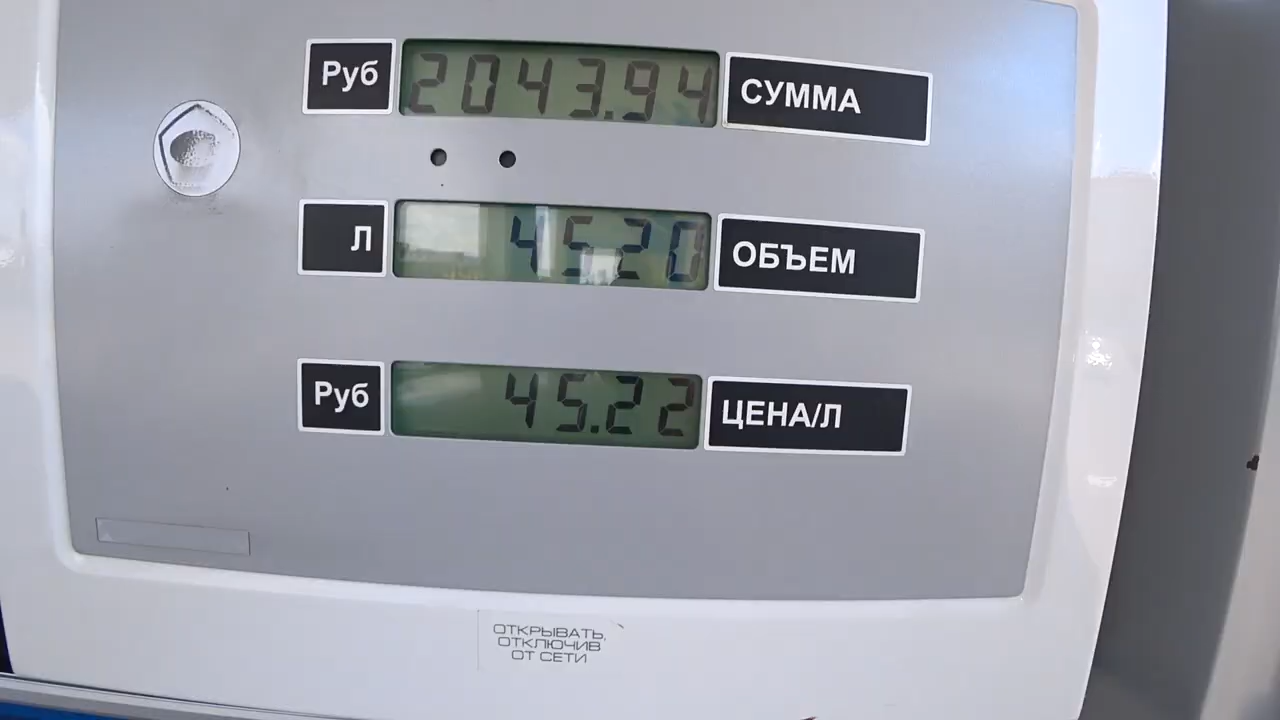 Руб 2043.94 СУММА
Л 45.20 ОБЪЕМ
Руб 45.22 ЦЕНА/Л
ОТКРЫВАТЬ,
ОТКЛЮЧИВ
ОТ СЕТИ